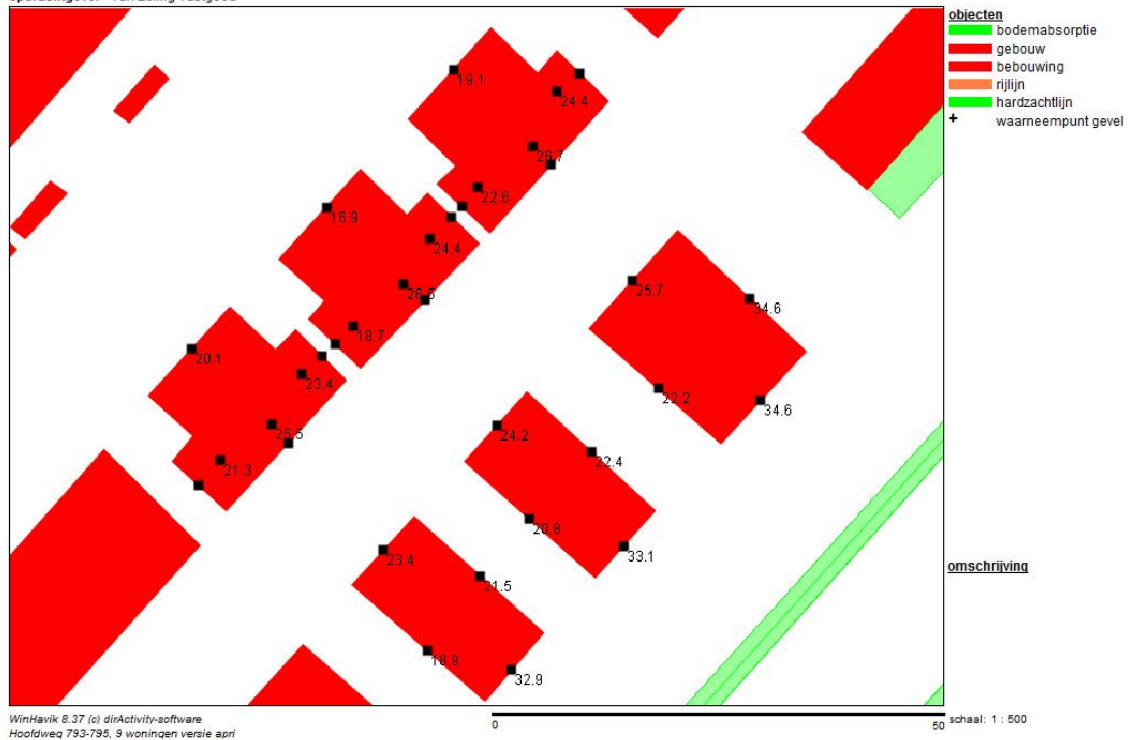 objecten
bodemabsorptie
gebouw
bebouwing
rijlijn
hardzachtlijn
+ waarneempunt gevel
19.1
24.4
26.7
22.6
16.9
24.4
26.5
18.7
25.7
34.6
20.1
23.4
22.2
34.6
25.5
24.2
22.4
21.3
20.8
33.1
omschrijving
23.4
21.5
18.9
32.9
WinHavik 8.37 (c) dirActivity-software
0
50
schaal: 1 : 500
Hoofdweg 793-795, 9 woningen versie apri